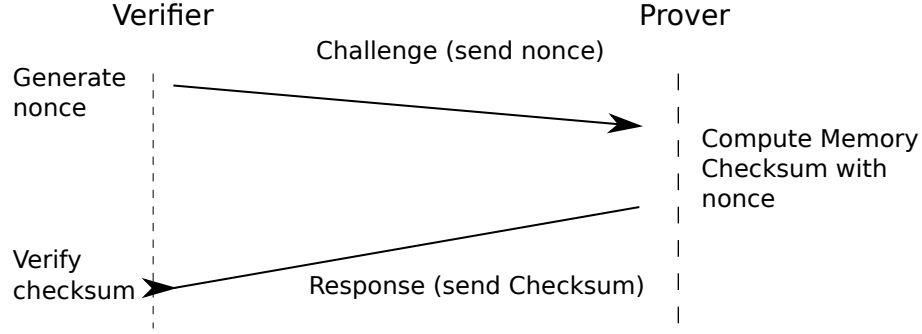 Verifier
Prover
Challenge (send nonce)
Generate
nonce
Compute Memory
Checksum with
nonce
Verify
checksum
Response (send Checksum)